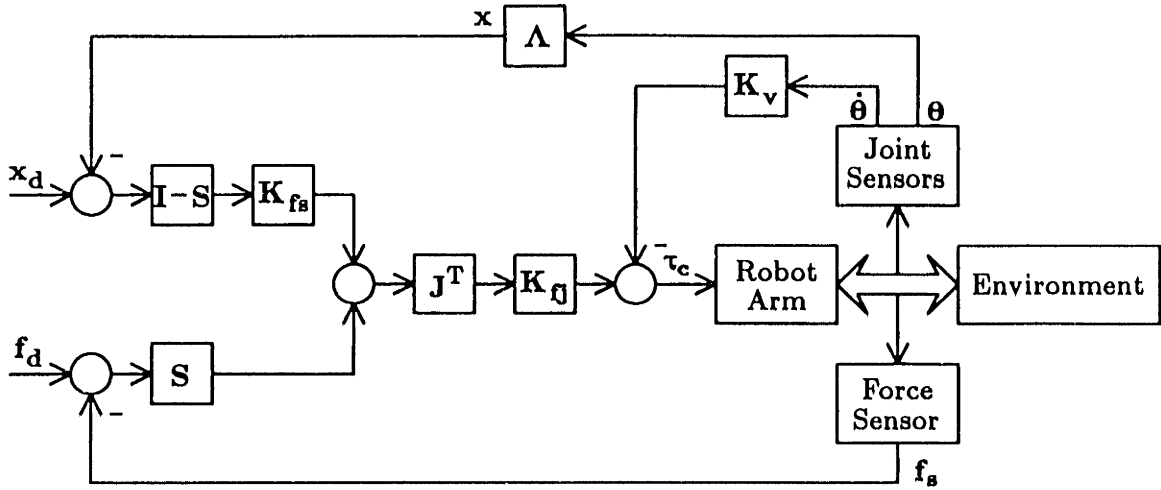 x
Λ
K_v
θ̇
θ
Joint
Sensors
-
x_d
I-S
K_fs
-
τ_c
J^T
K_fj
Robot
Arm
Environment
f_d
S
-
Force
Sensor
f_s